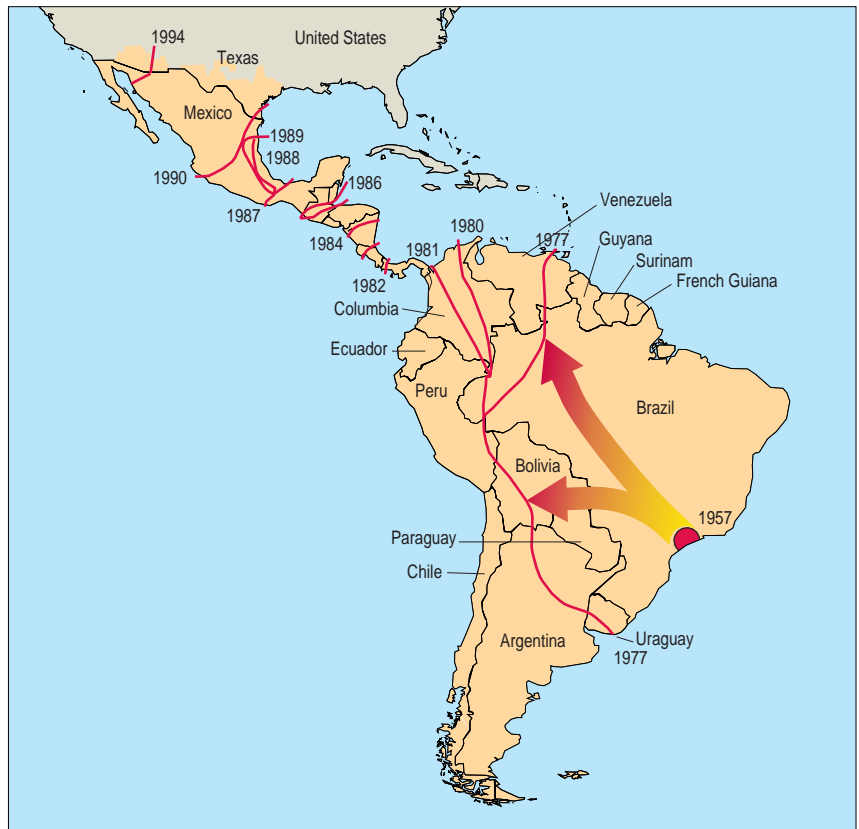 1994
United States
Texas
Mexico
1989
1988
1990
1986
1987
Venezuela
1984
1980
1977
1981
Guyana
1982
Surinam
French Guiana
Columbia
Ecuador
Peru
Brazil
Bolivia
1957
Paraguay
Chile
Argentina
Uraguay
1977